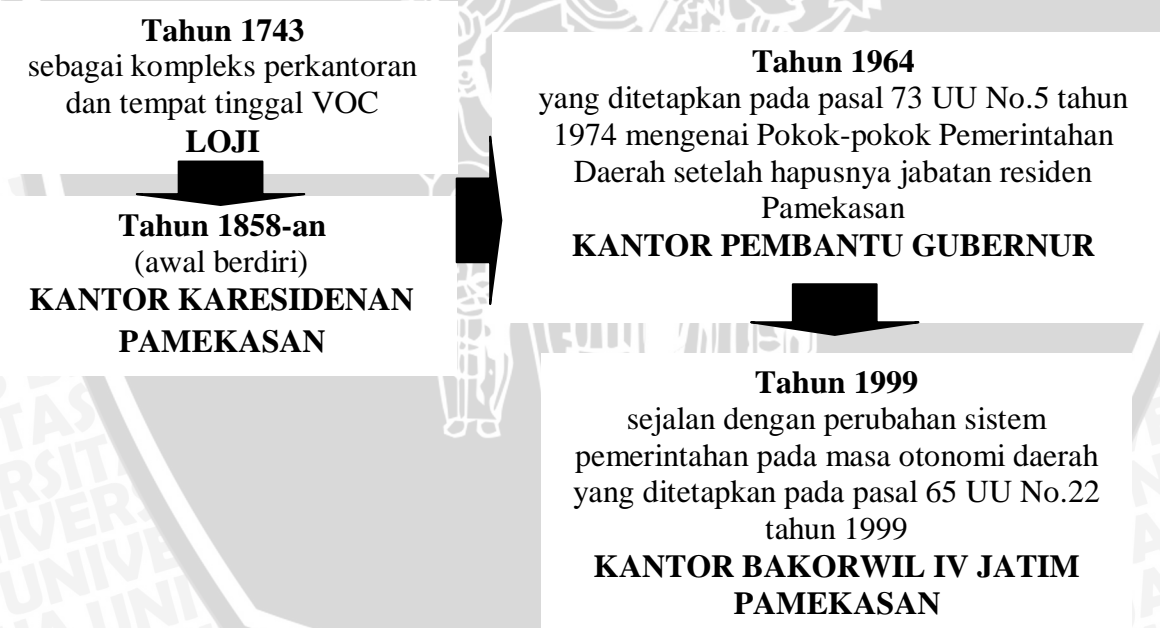 Tahun 1743
sebagai kompleks perkantoran
dan tempat tinggal VOC
LOJI
Tahun 1858-an
(awal berdiri)
KANTOR KARESIDENAN
PAMEKASAN
Tahun 1964
yang ditetapkan pada pasal 73 UU No.5 tahun
1974 mengenai Pokok-pokok Pemerintahan
Daerah setelah hapusnya jabatan residen
Pamekasan
KANTOR PEMBANTU GUBERNUR
Tahun 1999
sejalan dengan perubahan sistem
pemerintahan pada masa otonomi daerah
yang ditetapkan pada pasal 65 UU No.22
tahun 1999
KANTOR BAKORWIL IV JATIM
PAMEKASAN